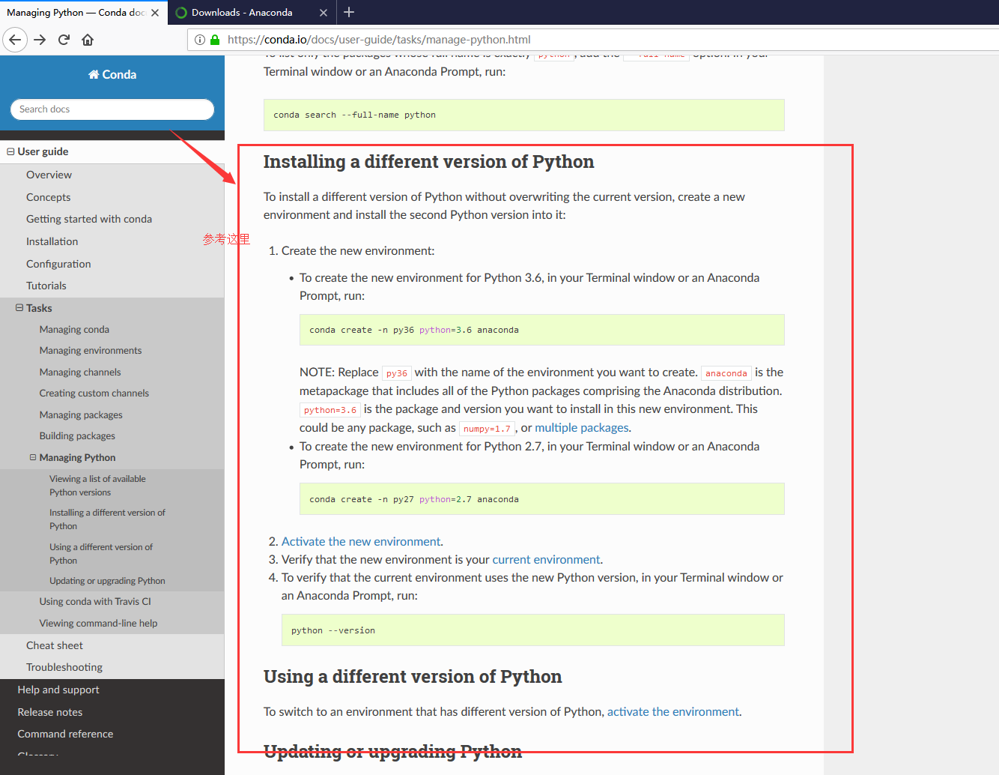 Managing Python — Conda doc
Downloads - Anaconda
https://conda.io/docs/user-guide/tasks/manage-python.html
Conda
Search docs
User guide
Overview
Concepts
Getting started with conda
Installation
Configuration
Tutorials
Tasks
Managing conda
Managing environments
Managing channels
Creating custom channels
Managing packages
Building packages
Managing Python
Viewing a list of available
Python versions
Installing a different version of
Python
Using a different version of
Python
Updating or upgrading Python
Using conda with Travis CI
Viewing command-line help
Cheat sheet
Troubleshooting
Help and support
Release notes
Command reference
Glossary
To list only the packages whose full name is exactly python, add the --full-name option. In your
Terminal window or an Anaconda Prompt, run:
conda search --full-name python
参考这里
Installing a different version of Python
To install a different version of Python without overwriting the current version, create a new
environment and install the second Python version into it:
1. Create the new environment:
• To create the new environment for Python 3.6, in your Terminal window or an Anaconda
Prompt, run:
conda create -n py36 python=3.6 anaconda
NOTE: Replace py36 with the name of the environment you want to create. anaconda is the
metapackage that includes all of the Python packages comprising the Anaconda distribution.
python=3.6 is the package and version you want to install in this new environment. This
could be any package, such as numpy=1.7, or multiple packages.
• To create the new environment for Python 2.7, in your Terminal window or an Anaconda
Prompt, run:
conda create -n py27 python=2.7 anaconda
2. Activate the new environment.
3. Verify that the new environment is your current environment.
4. To verify that the current environment uses the new Python version, in your Terminal window or
an Anaconda Prompt, run:
python --version
Using a different version of Python
To switch to an environment that has different version of Python, activate the environment.
Updating or upgrading Python